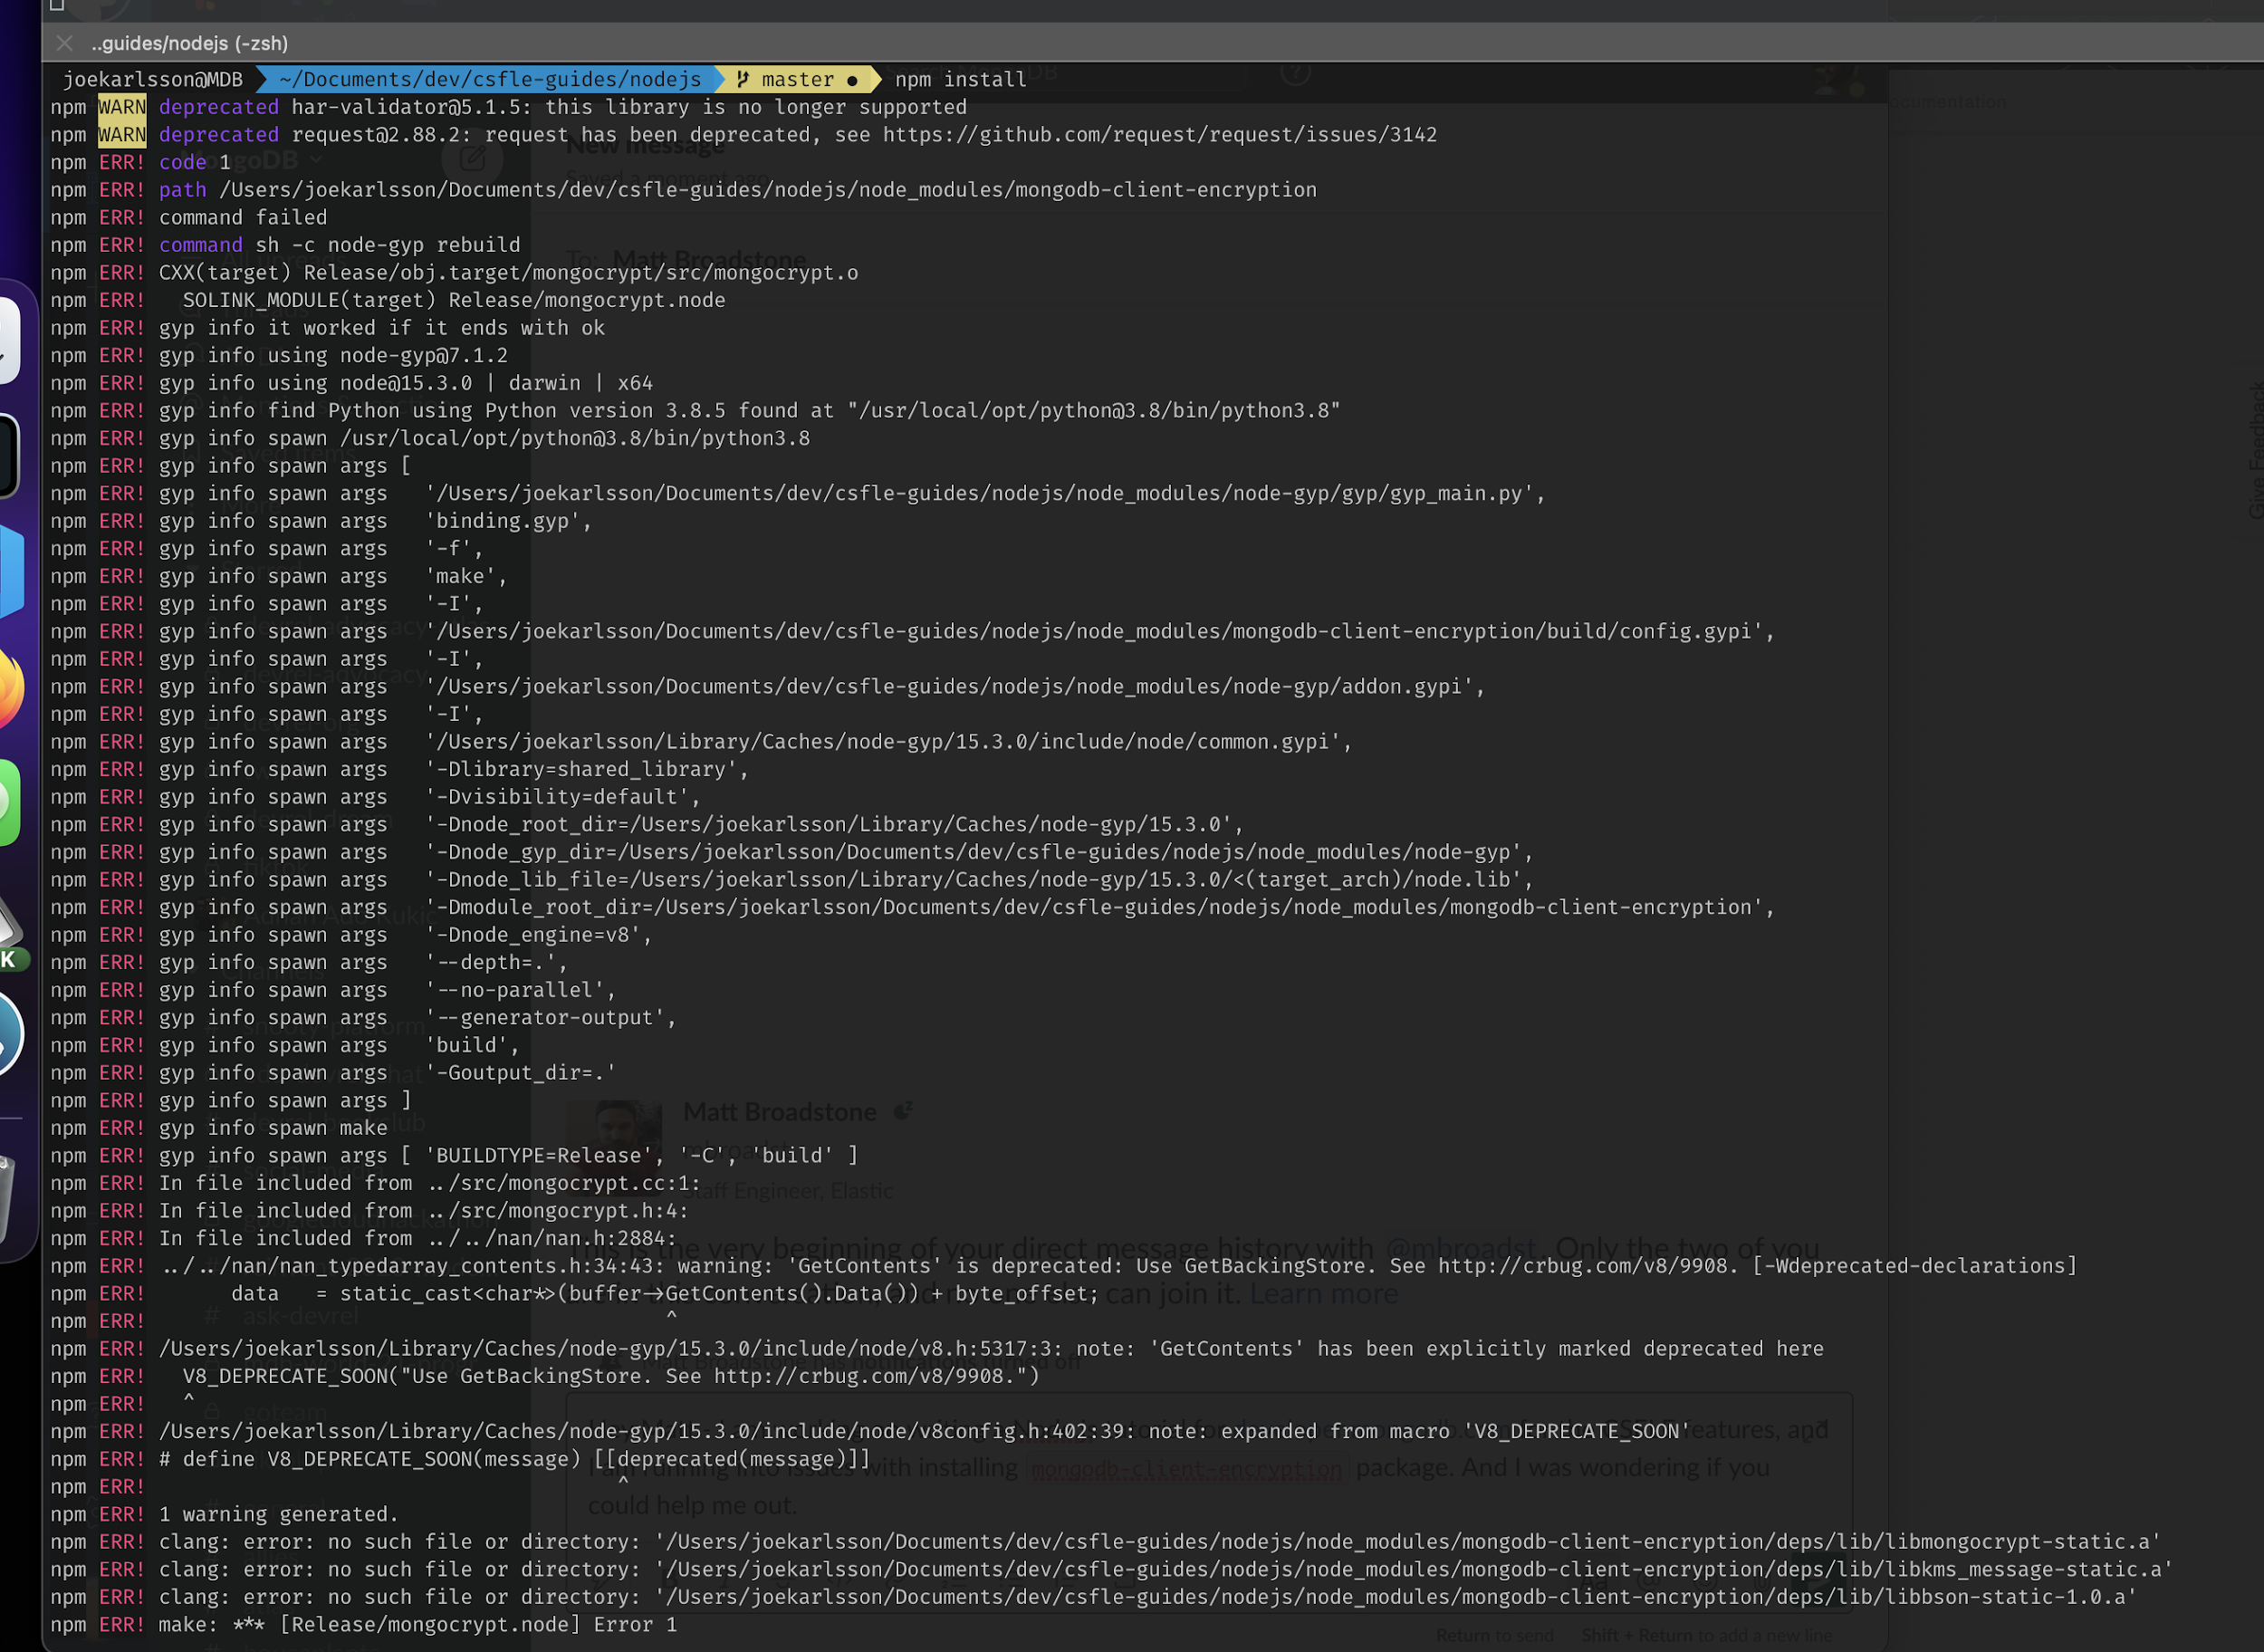 ..guides/nodejs (-zsh)
joekarlsson@MDB ~/Documents/dev/csfle-guides/nodejs master ● npm install
npm WARN deprecated har-validator@5.1.5: this library is no longer supported
npm WARN deprecated request@2.88.2: request has been deprecated, see https://github.com/request/request/issues/3142
npm ERR! code 1
npm ERR! path /Users/joekarlsson/Documents/dev/csfle-guides/nodejs/node_modules/mongodb-client-encryption
npm ERR! command failed
npm ERR! command sh -c node-gyp rebuild
npm ERR! CXX(target) Release/obj.target/mongocrypt/src/mongocrypt.o
npm ERR!   SOLINK_MODULE(target) Release/mongocrypt.node
npm ERR! gyp info it worked if it ends with ok
npm ERR! gyp info using node-gyp@7.1.2
npm ERR! gyp info using node@15.3.0 | darwin | x64
npm ERR! gyp info find Python using Python version 3.8.5 found at "/usr/local/opt/python@3.8/bin/python3.8"
npm ERR! gyp info spawn /usr/local/opt/python@3.8/bin/python3.8
npm ERR! gyp info spawn args [
npm ERR! gyp info spawn args   '/Users/joekarlsson/Documents/dev/csfle-guides/nodejs/node_modules/node-gyp/gyp/gyp_main.py',
npm ERR! gyp info spawn args   'binding.gyp',
npm ERR! gyp info spawn args   '-f',
npm ERR! gyp info spawn args   'make',
npm ERR! gyp info spawn args   '-I',
npm ERR! gyp info spawn args   '/Users/joekarlsson/Documents/dev/csfle-guides/nodejs/node_modules/mongodb-client-encryption/build/config.gypi',
npm ERR! gyp info spawn args   '-I',
npm ERR! gyp info spawn args   '/Users/joekarlsson/Documents/dev/csfle-guides/nodejs/node_modules/node-gyp/addon.gypi',
npm ERR! gyp info spawn args   '-I',
npm ERR! gyp info spawn args   '/Users/joekarlsson/Library/Caches/node-gyp/15.3.0/include/node/common.gypi',
npm ERR! gyp info spawn args   '-Dlibrary=shared_library',
npm ERR! gyp info spawn args   '-Dvisibility=default',
npm ERR! gyp info spawn args   '-Dnode_root_dir=/Users/joekarlsson/Library/Caches/node-gyp/15.3.0',
npm ERR! gyp info spawn args   '-Dnode_gyp_dir=/Users/joekarlsson/Documents/dev/csfle-guides/nodejs/node_modules/node-gyp',
npm ERR! gyp info spawn args   '-Dnode_lib_file=/Users/joekarlsson/Library/Caches/node-gyp/15.3.0/<(target_arch)/node.lib',
npm ERR! gyp info spawn args   '-Dmodule_root_dir=/Users/joekarlsson/Documents/dev/csfle-guides/nodejs/node_modules/mongodb-client-encryption',
npm ERR! gyp info spawn args   '-Dnode_engine=v8',
npm ERR! gyp info spawn args   '--depth=.',
npm ERR! gyp info spawn args   '--no-parallel',
npm ERR! gyp info spawn args   '--generator-output',
npm ERR! gyp info spawn args   'build',
npm ERR! gyp info spawn args   '-Goutput_dir=.'
npm ERR! gyp info spawn args ]
npm ERR! gyp info spawn make
npm ERR! gyp info spawn args [ 'BUILDTYPE=Release', '-C', 'build' ]
npm ERR! In file included from ../src/mongocrypt.cc:1:
npm ERR! In file included from ../src/mongocrypt.h:4:
npm ERR! In file included from ../../nan/nan.h:2884:
npm ERR! ../../nan/nan_typedarray_contents.h:34:43: warning: 'GetContents' is deprecated: Use GetBackingStore. See http://crbug.com/v8/9908. [-Wdeprecated-declarations]
npm ERR!       data   = static_cast<char*>(buffer->GetContents().Data()) + byte_offset;
npm ERR!                                           ^
npm ERR! /Users/joekarlsson/Library/Caches/node-gyp/15.3.0/include/node/v8.h:5317:3: note: 'GetContents' has been explicitly marked deprecated here
npm ERR!   V8_DEPRECATE_SOON("Use GetBackingStore. See http://crbug.com/v8/9908.")
npm ERR!   ^
npm ERR! /Users/joekarlsson/Library/Caches/node-gyp/15.3.0/include/node/v8config.h:402:39: note: expanded from macro 'V8_DEPRECATE_SOON'
npm ERR! # define V8_DEPRECATE_SOON(message) [[deprecated(message)]]
npm ERR!                                       ^
npm ERR! 1 warning generated.
npm ERR! clang: error: no such file or directory: '/Users/joekarlsson/Documents/dev/csfle-guides/nodejs/node_modules/mongodb-client-encryption/deps/lib/libmongocrypt-static.a'
npm ERR! clang: error: no such file or directory: '/Users/joekarlsson/Documents/dev/csfle-guides/nodejs/node_modules/mongodb-client-encryption/deps/lib/libkms_message-static.a'
npm ERR! clang: error: no such file or directory: '/Users/joekarlsson/Documents/dev/csfle-guides/nodejs/node_modules/mongodb-client-encryption/deps/lib/libbson-static-1.0.a'
npm ERR! make: *** [Release/mongocrypt.node] Error 1